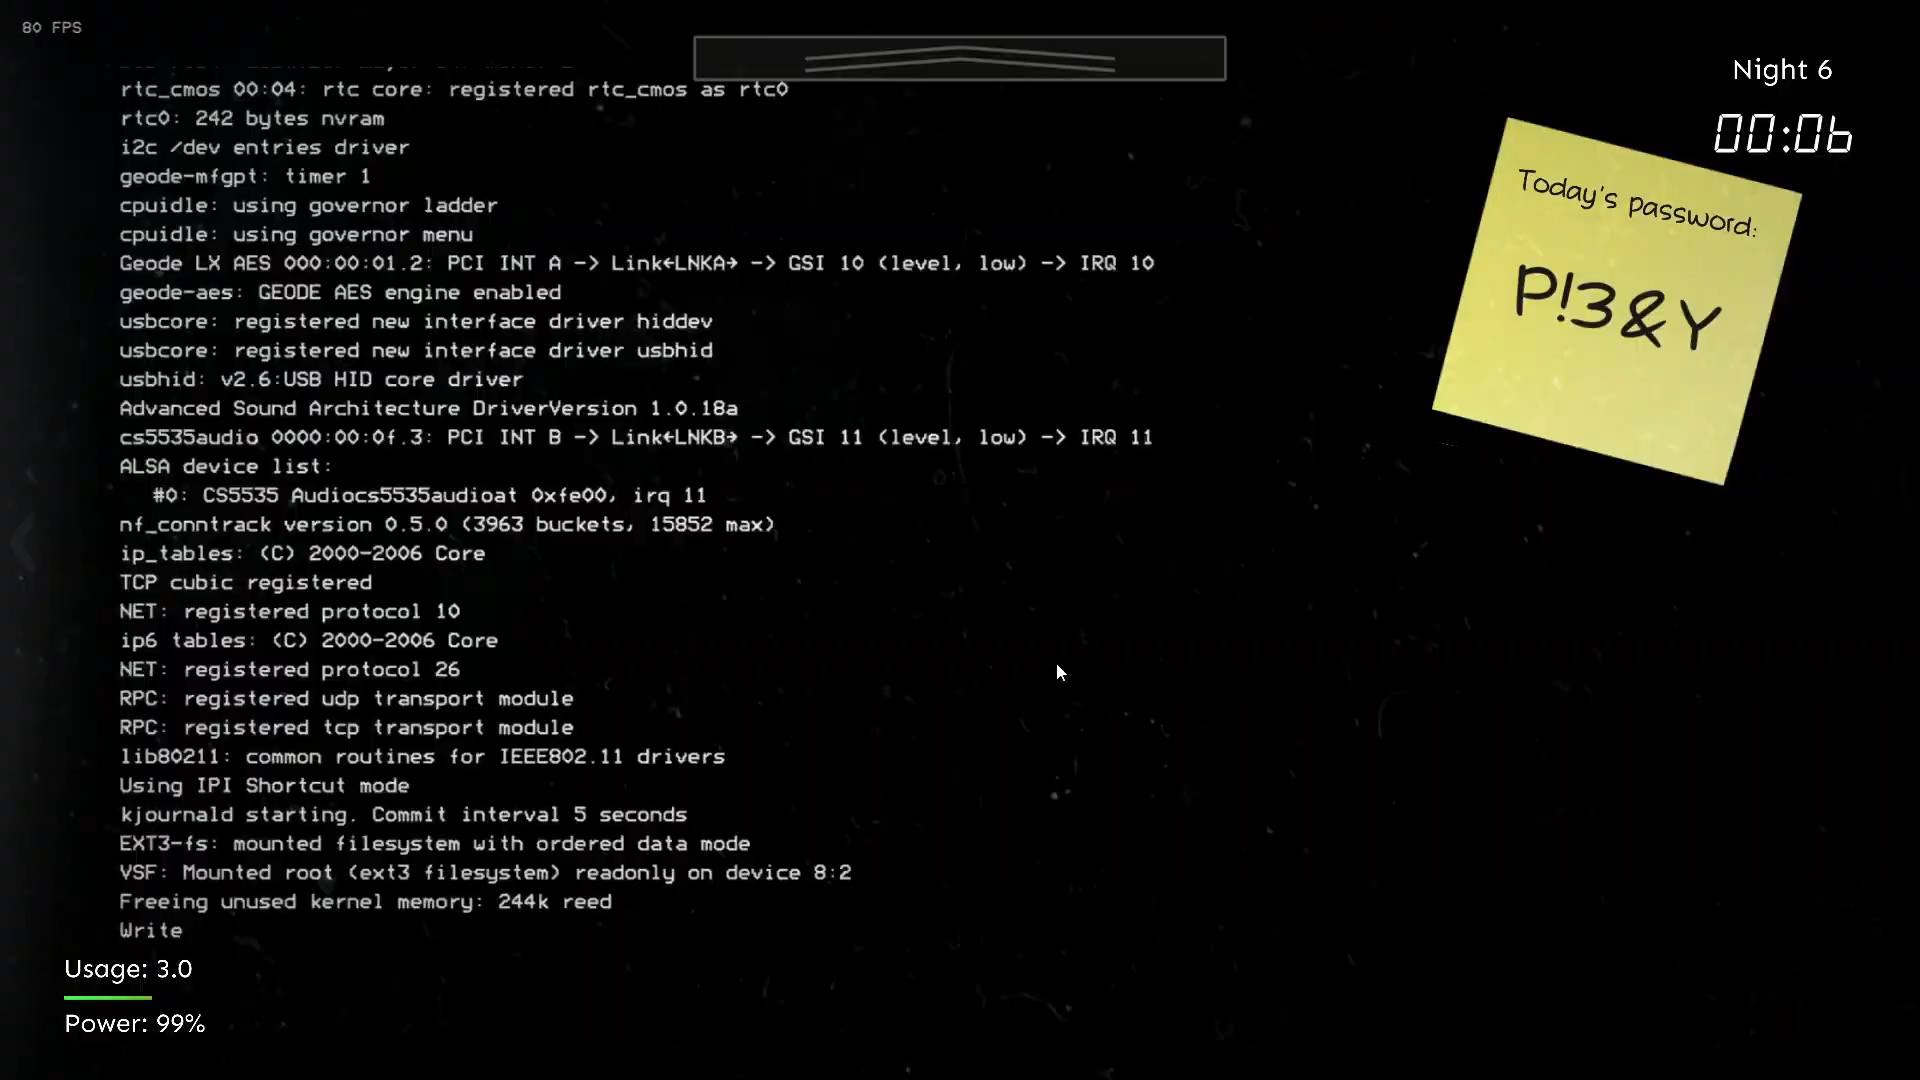 80 FPS
Night 6
00:06
Today's password:
P!3&Y
rtc_cmos 00:04: rtc core: registered rtc_cmos as rtc0
rtc0: 242 bytes nvram
i2c /dev entries driver
geode-mfgpt: timer 1
cpuidle: using governor ladder
cpuidle: using governor menu
Geode LX AES 000:00:01.2: PCI INT A -> Link←LNKA→ -> GSI 10 (level, low) -> IRQ 10
geode-aes: GEODE AES engine enabled
usbcore: registered new interface driver hiddev
usbcore: registered new interface driver usbhid
usbhid: v2.6:USB HID core driver
Advanced Sound Architecture DriverVersion 1.0.18a
cs5535audio 0000:00:0f.3: PCI INT B -> Link←LNKB→ -> GSI 11 (level, low) -> IRQ 11
ALSA device list:
#0: CS5535 Audiocs5535audioat 0xfe00, irq 11
nf_conntrack version 0.5.0 (3963 buckets, 15852 max)
ip_tables: (C) 2000-2006 Core
TCP cubic registered
NET: registered protocol 10
ip6 tables: (C) 2000-2006 Core
NET: registered protocol 26
RPC: registered udp transport module
RPC: registered tcp transport module
lib80211: common routines for IEEE802.11 drivers
Using IPI Shortcut mode
kjournald starting. Commit interval 5 seconds
EXT3-fs: mounted filesystem with ordered data mode
VSF: Mounted root (ext3 filesystem) readonly on device 8:2
Freeing unused kernel memory: 244k reed
Write
Usage: 3.0
Power: 99%